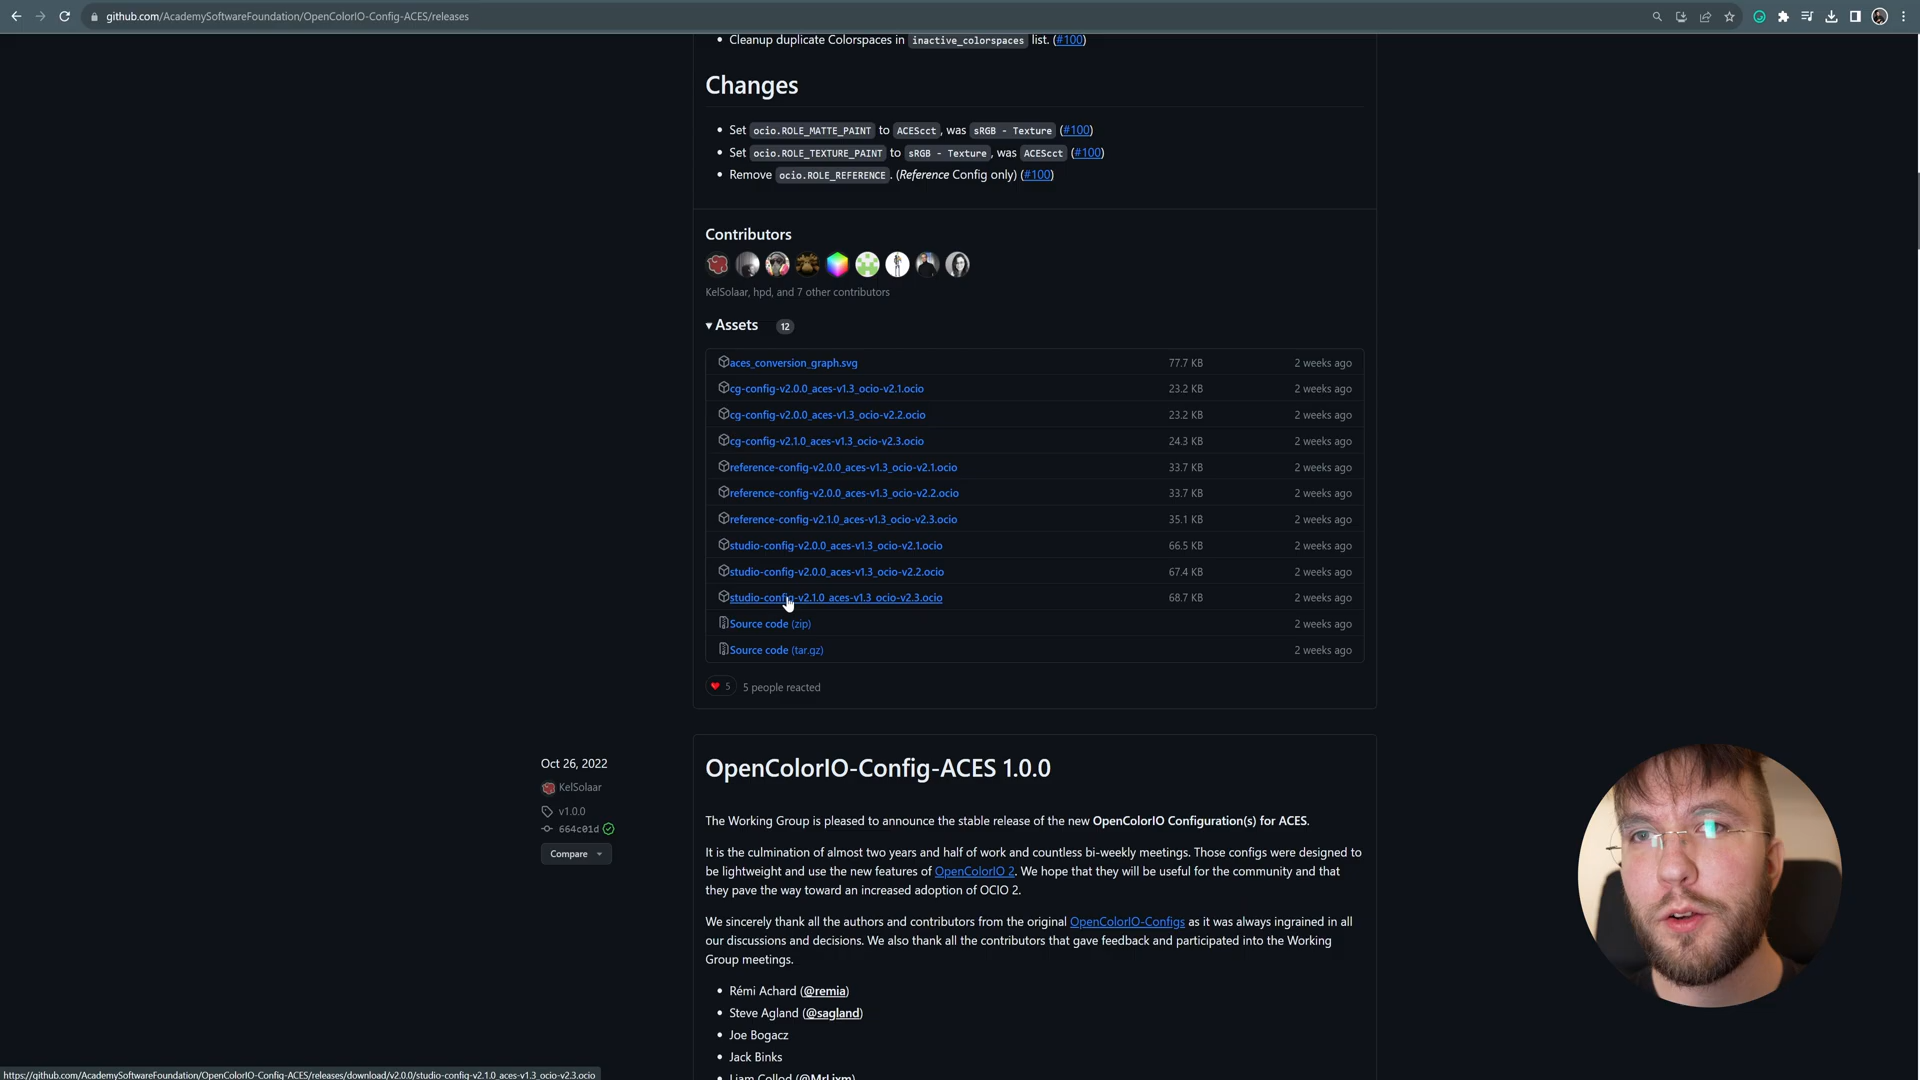 github.com/AcademySoftwareFoundation/OpenColorIO-Config-ACES/releases
• Cleanup duplicate Colorspaces in inactive_colorspaces list. (#100)
Changes
• Set ocio.ROLE_MATTE_PAINT to ACEScct, was sRGB - Texture (#100)
• Set ocio.ROLE_TEXTURE_PAINT to sRGB - Texture, was ACEScct (#100)
• Remove ocio.ROLE_REFERENCE. (Reference Config only) (#100)
Contributors
KelSolaar, hpd, and 7 other contributors
Assets 12
aces_conversion_graph.svg 77.7 KB 2 weeks ago
cg-config-v2.0.0_aces-v1.3_ocio-v2.1.ocio 23.2 KB 2 weeks ago
cg-config-v2.0.0_aces-v1.3_ocio-v2.2.ocio 23.2 KB 2 weeks ago
cg-config-v2.1.0_aces-v1.3_ocio-v2.3.ocio 24.3 KB 2 weeks ago
reference-config-v2.0.0_aces-v1.3_ocio-v2.1.ocio 33.7 KB 2 weeks ago
reference-config-v2.0.0_aces-v1.3_ocio-v2.2.ocio 33.7 KB 2 weeks ago
reference-config-v2.1.0_aces-v1.3_ocio-v2.3.ocio 35.1 KB 2 weeks ago
studio-config-v2.0.0_aces-v1.3_ocio-v2.1.ocio 66.5 KB 2 weeks ago
studio-config-v2.0.0_aces-v1.3_ocio-v2.2.ocio 67.4 KB 2 weeks ago
studio-config-v2.1.0_aces-v1.3_ocio-v2.3.ocio 68.7 KB 2 weeks ago
Source code (zip) 2 weeks ago
Source code (tar.gz) 2 weeks ago
5 5 people reacted
Oct 26, 2022
KelSolaar
v1.0.0
664c01d
Compare
OpenColorIO-Config-ACES 1.0.0
The Working Group is pleased to announce the stable release of the new OpenColorIO Configuration(s) for ACES.
It is the culmination of almost two years and half of work and countless bi-weekly meetings. Those configs were designed to
be lightweight and use the new features of OpenColorIO 2. We hope that they will be useful for the community and that
they pave the way toward an increased adoption of OCIO 2.
We sincerely thank all the authors and contributors from the original OpenColorIO-Configs as it was always ingrained in all
our discussions and decisions. We also thank all the contributors that gave feedback and participated into the Working
Group meetings.
• Rémi Achard (@remia)
• Steve Agland (@sagland)
• Joe Bogacz
• Jack Binks
• Liam Collod (@MrLixm)
https://github.com/AcademySoftwareFoundation/OpenColorIO-Config-ACES/releases/download/v2.0.0/studio-config-v2.1.0_aces-v1.3_ocio-v2.3.ocio